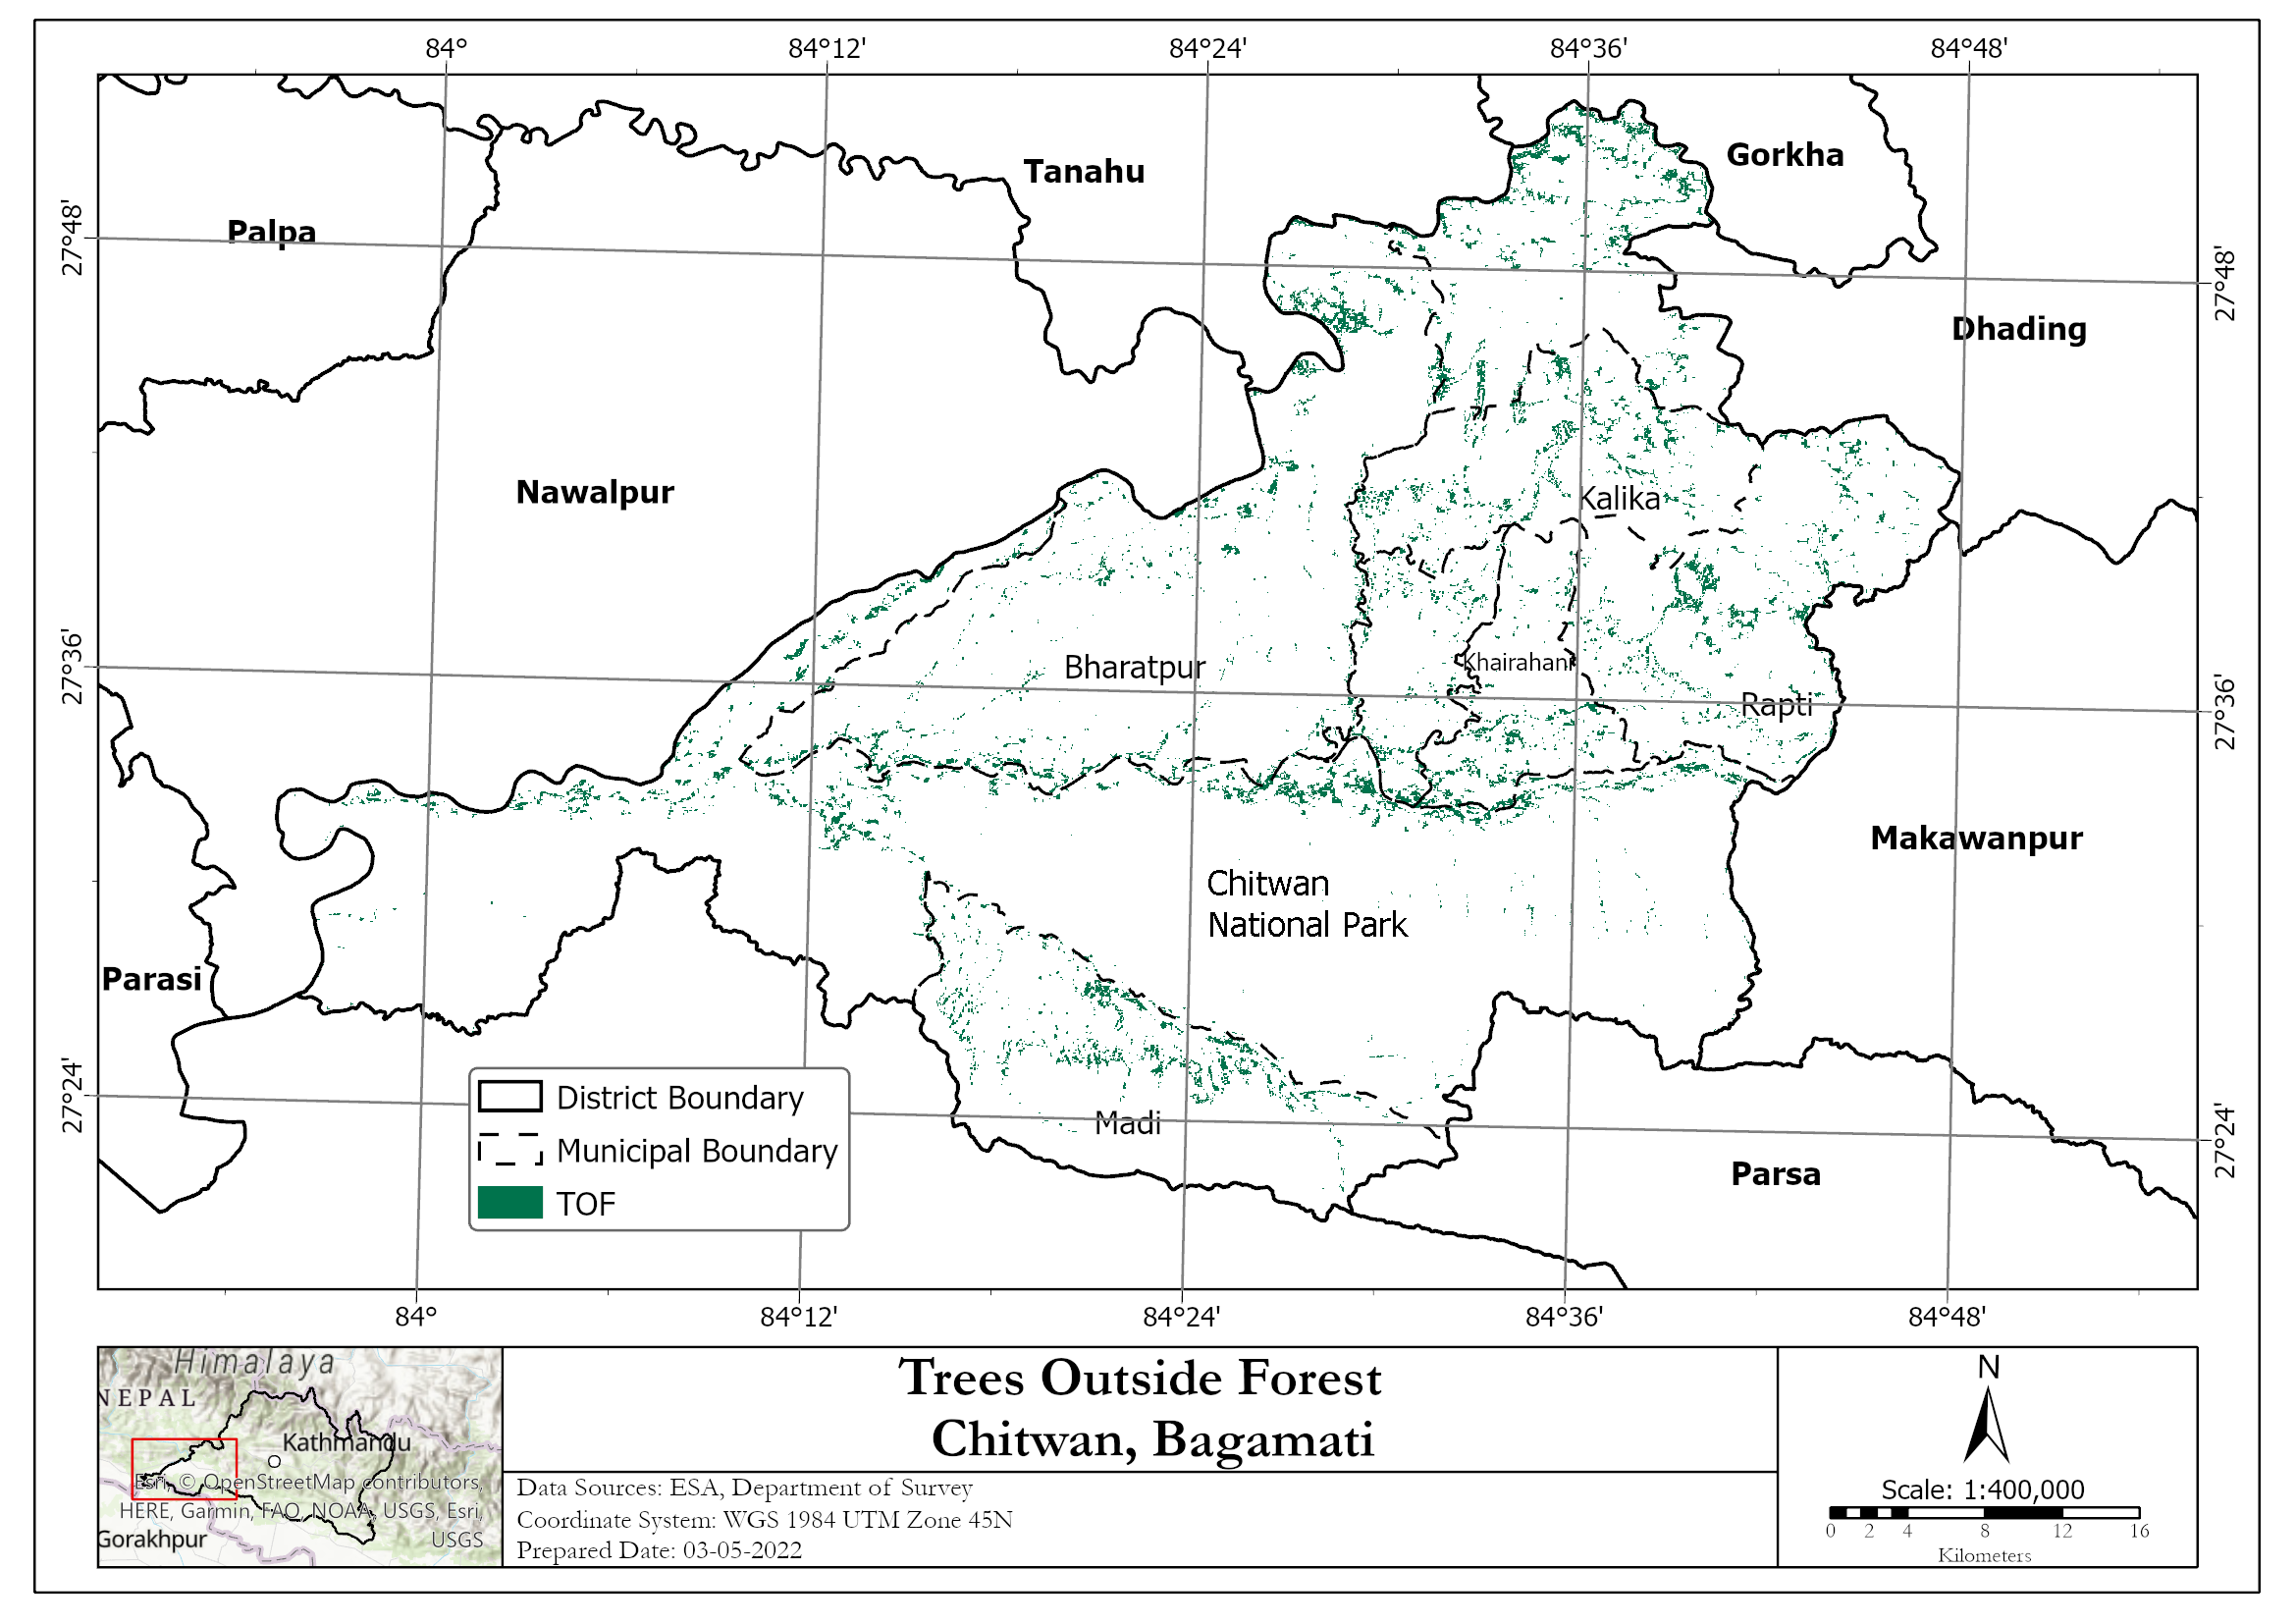 84°
84°12'
84°24'
84°36'
84°48'
Tanahu
Gorkha
Palpa
27°48'
27°48'
Dhading
Nawalpur
Kalika
27°36'
Bharatpur
Khairahani
Rapti
27°36'
Makawanpur
Chitwan
National Park
Parasi
27°24'
District Boundary
Municipal Boundary
TOF
Madi
27°24'
Parsa
84°
84°12'
84°24'
84°36'
84°48'
Himalaya
NEPAL
Kathmandu
Esri, © OpenStreetMap contributors,
HERE, Garmin, FAO, NOAA, USGS, Esri,
USGS
Gorakhpur
Trees Outside Forest
Chitwan, Bagamati
Data Sources: ESA, Department of Survey
Coordinate System: WGS 1984 UTM Zone 45N
Prepared Date: 03-05-2022
N
Scale: 1:400,000
0 2 4 8 12 16
Kilometers